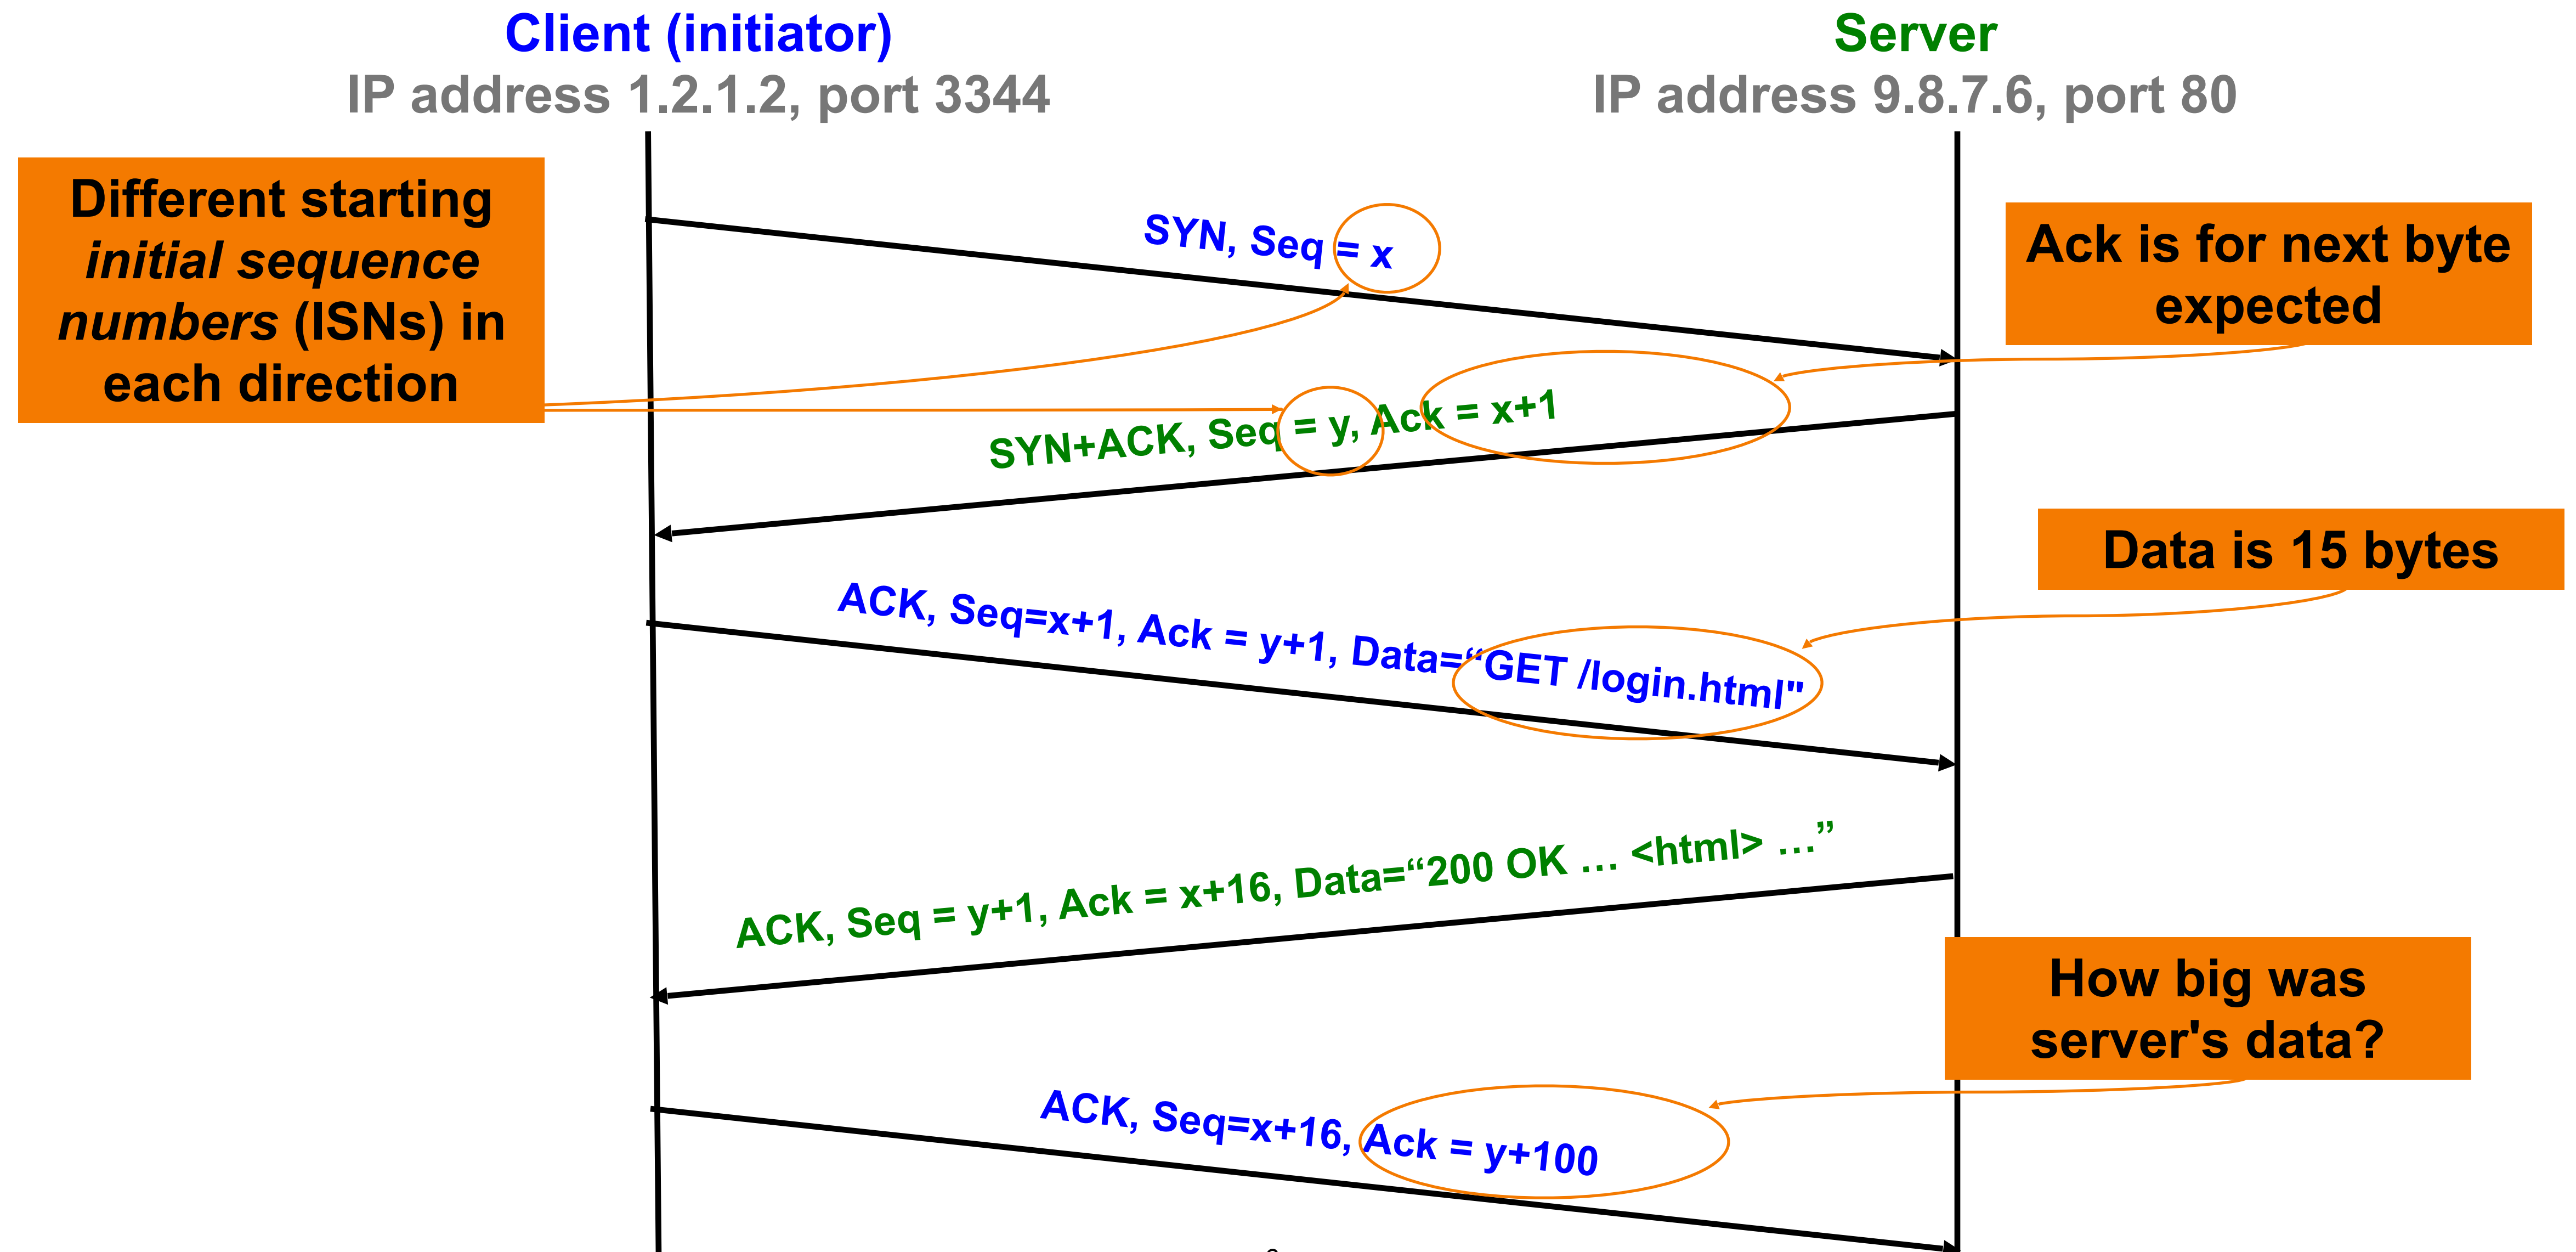 Client (initiator)
IP address 1.2.1.2, port 3344
Server
IP address 9.8.7.6, port 80
Different starting
initial sequence
numbers (ISNs) in
each direction
SYN, Seq = x
Ack is for next byte
expected
SYN+ACK, Seq = y, Ack = x+1
Data is 15 bytes
ACK, Seq=x+1, Ack = y+1, Data=“GET /login.html"
ACK, Seq = y+1, Ack = x+16, Data=“200 OK … <html> …”
How big was
server's data?
ACK, Seq=x+16, Ack = y+100